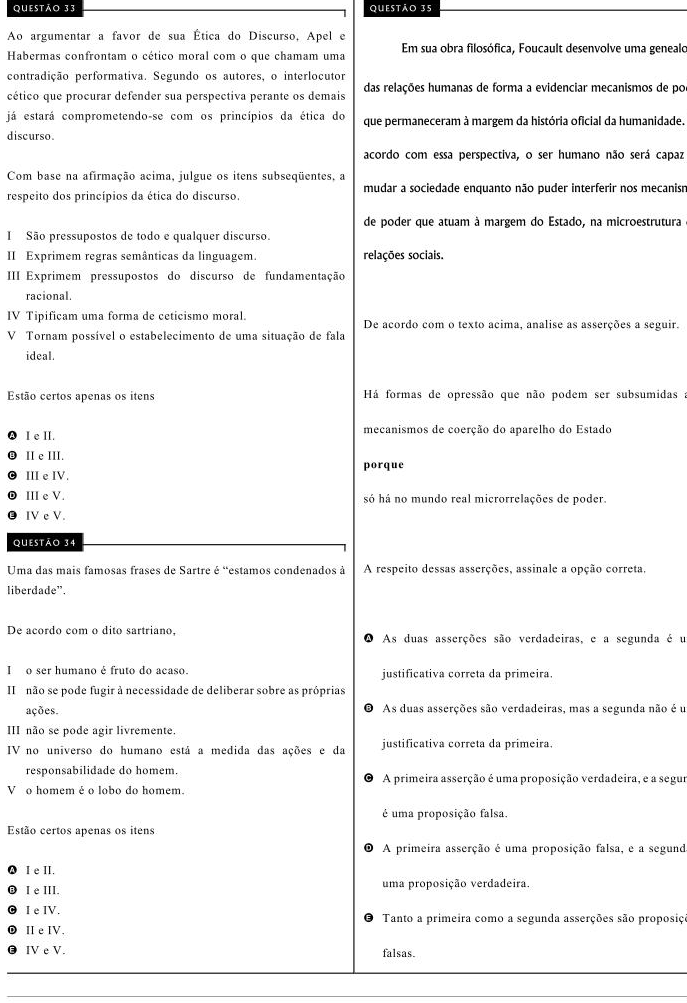 QUESTÃO 33
Ao argumentar a favor de sua Ética do Discurso, Apel e
Habermas confrontam o cético moral com o que chamam uma
contradição performativa. Segundo os autores, o interlocutor
cético que procurar defender sua perspectiva perante os demais
já estará comprometendo-se com os princípios da ética do
discurso.
Com base na afirmação acima, julgue os itens subseqüentes, a
respeito dos princípios da ética do discurso.
I São pressupostos de todo e qualquer discurso.
II Exprimem regras semânticas da linguagem.
III Exprimem pressupostos do discurso de fundamentação
racional.
IV Tipificam uma forma de ceticismo moral.
V Tornam possível o estabelecimento de uma situação de fala
ideal.
Estão certos apenas os itens
A I e II.
B II e III.
C III e IV.
D III e V.
E IV e V.
QUESTÃO 34
Uma das mais famosas frases de Sartre é “estamos condenados à
liberdade”.
De acordo com o dito sartriano,
I o ser humano é fruto do acaso.
II não se pode fugir à necessidade de deliberar sobre as próprias
ações.
III não se pode agir livremente.
IV no universo do humano está a medida das ações e da
responsabilidade do homem.
V o homem é o lobo do homem.
Estão certos apenas os itens
A I e II.
B I e III.
C I e IV.
D II e IV.
E IV e V.
QUESTÃO 35
Em sua obra filosófica, Foucault desenvolve uma genealo
das relações humanas de forma a evidenciar mecanismos de po
que permaneceram à margem da história oficial da humanidade.
acordo com essa perspectiva, o ser humano não será capaz
mudar a sociedade enquanto não puder interferir nos mecanism
de poder que atuam à margem do Estado, na microestrutura
relações sociais.
De acordo com o texto acima, analise as asserções a seguir.
Há formas de opressão que não podem ser subsumidas a
mecanismos de coerção do aparelho do Estado
porque
só há no mundo real microrrelações de poder.
A respeito dessas asserções, assinale a opção correta.
A As duas asserções são verdadeiras, e a segunda é u
justificativa correta da primeira.
B As duas asserções são verdadeiras, mas a segunda não é u
justificativa correta da primeira.
C A primeira asserção é uma proposição verdadeira, e a segun
é uma proposição falsa.
D A primeira asserção é uma proposição falsa, e a segund
uma proposição verdadeira.
E Tanto a primeira como a segunda asserções são proposiçõ
falsas.